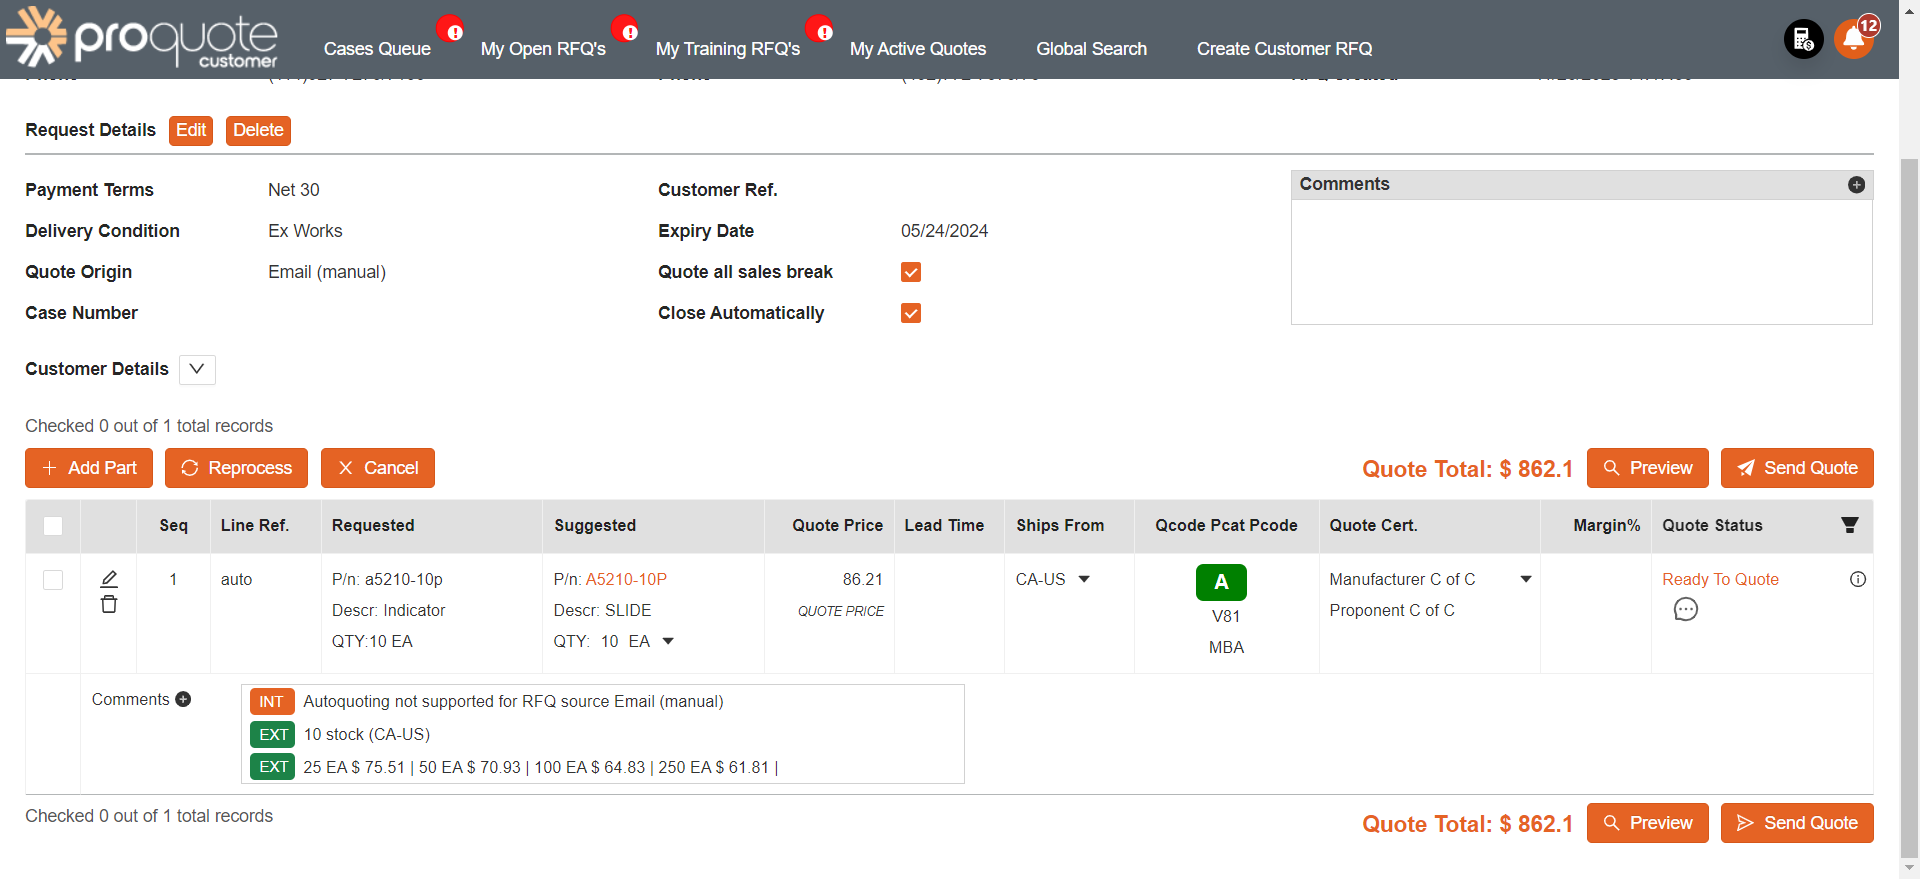 proquote
customer
Cases Queue
My Open RFQ's
My Training RFQ's
My Active Quotes
Global Search
Create Customer RFQ
12
Request Details
Edit
Delete
Payment Terms
Net 30
Customer Ref.
Comments
Delivery Condition
Ex Works
Expiry Date
05/24/2024
Quote Origin
Email (manual)
Quote all sales break
Case Number
Close Automatically
Customer Details
Checked 0 out of 1 total records
Add Part
Reprocess
Cancel
Quote Total: $ 862.1
Preview
Send Quote
Seq
Line Ref.
Requested
Suggested
Quote Price
Lead Time
Ships From
Qcode Pcat Pcode
Quote Cert.
Margin%
Quote Status
1
auto
P/n: a5210-10p
Descr: Indicator
QTY:10 EA
P/n: A5210-10P
Descr: SLIDE
QTY: 10 EA
86.21
QUOTE PRICE
CA-US
A
V81
MBA
Manufacturer C of C
Proponent C of C
Ready To Quote
Comments
INT Autoquoting not supported for RFQ source Email (manual)
EXT 10 stock (CA-US)
EXT 25 EA $ 75.51 | 50 EA $ 70.93 | 100 EA $ 64.83 | 250 EA $ 61.81 |
Checked 0 out of 1 total records
Quote Total: $ 862.1
Preview
Send Quote